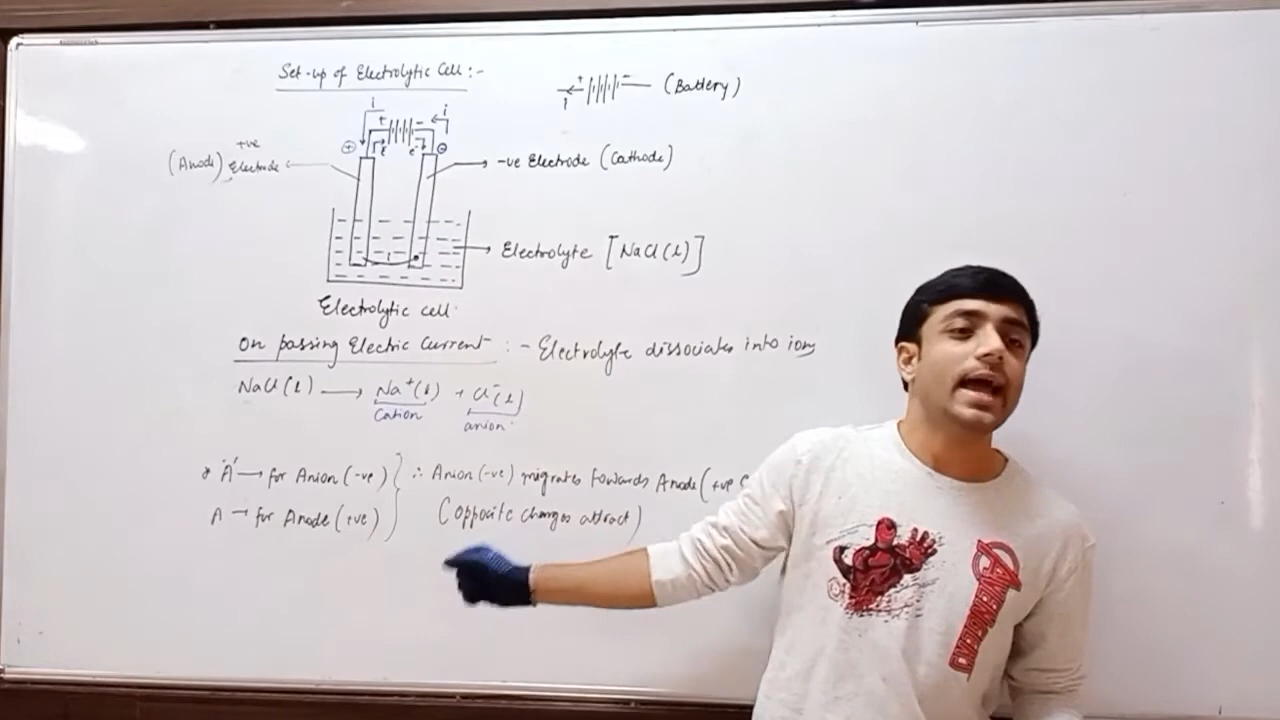 Set-up of Electrolytic Cell :-
+ - (Battery)
i
i i
+ -
⊕ e⁻ e⁻ ⊖
+ve
(Anode) Electrode
-ve Electrode (Cathode)
Electrolyte [NaCl(l)]
i
Electrolytic cell.
On passing Electric Current :- Electrolyte dissociates into ions
NaCl(l) → Na⁺(l) + Cl⁻(l)
Cation anion
* 'A' → for Anion (-ve) } ∴ Anion (-ve) migrates towards Anode (+ve
A → for Anode (+ve) (opposite charges attract)
AVENGERS